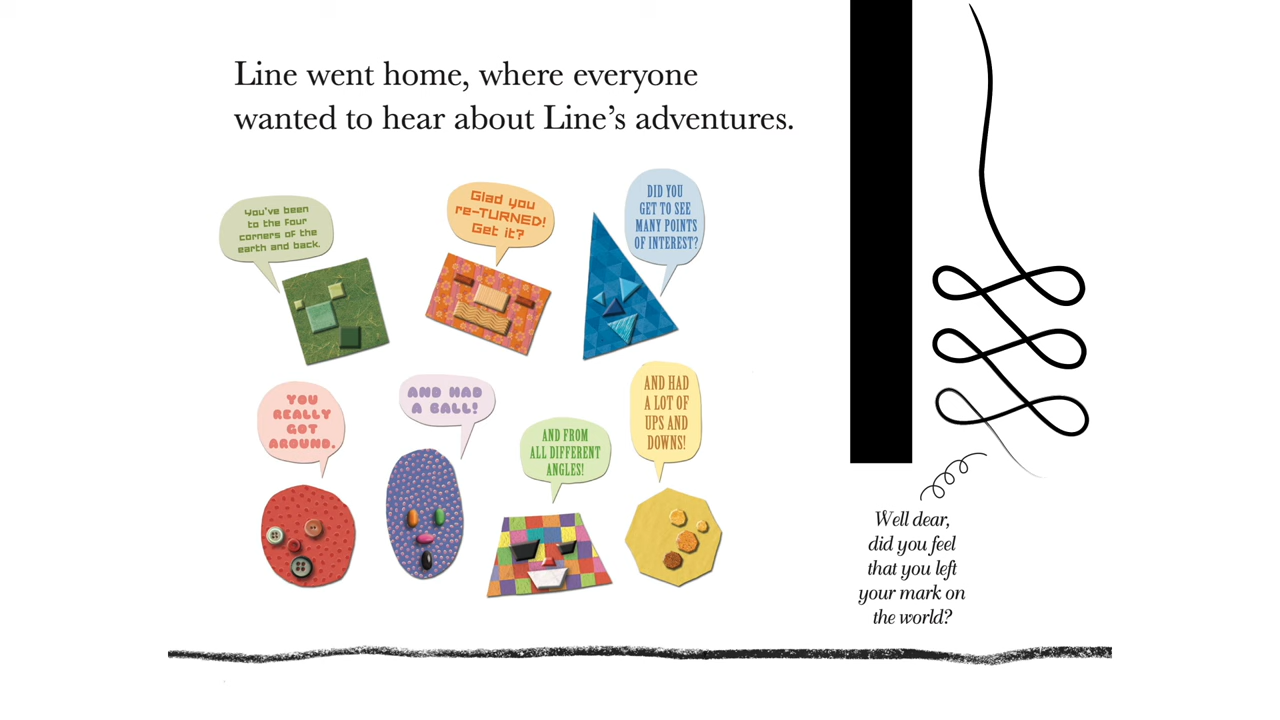 Line went home, where everyone
wanted to hear about Line’s adventures.
You've been
to the four
corners of the
earth and back.
Glad you
re-TURNED!
Get it?
DID YOU
GET TO SEE
MANY POINTS
OF INTEREST?
YOU
REALLY
GOT
AROUND.
AND HAD
A BALL!
AND FROM
ALL DIFFERENT
ANGLES!
AND HAD
A LOT OF
UPS AND
DOWNS!
Well dear,
did you feel
that you left
your mark on
the world?